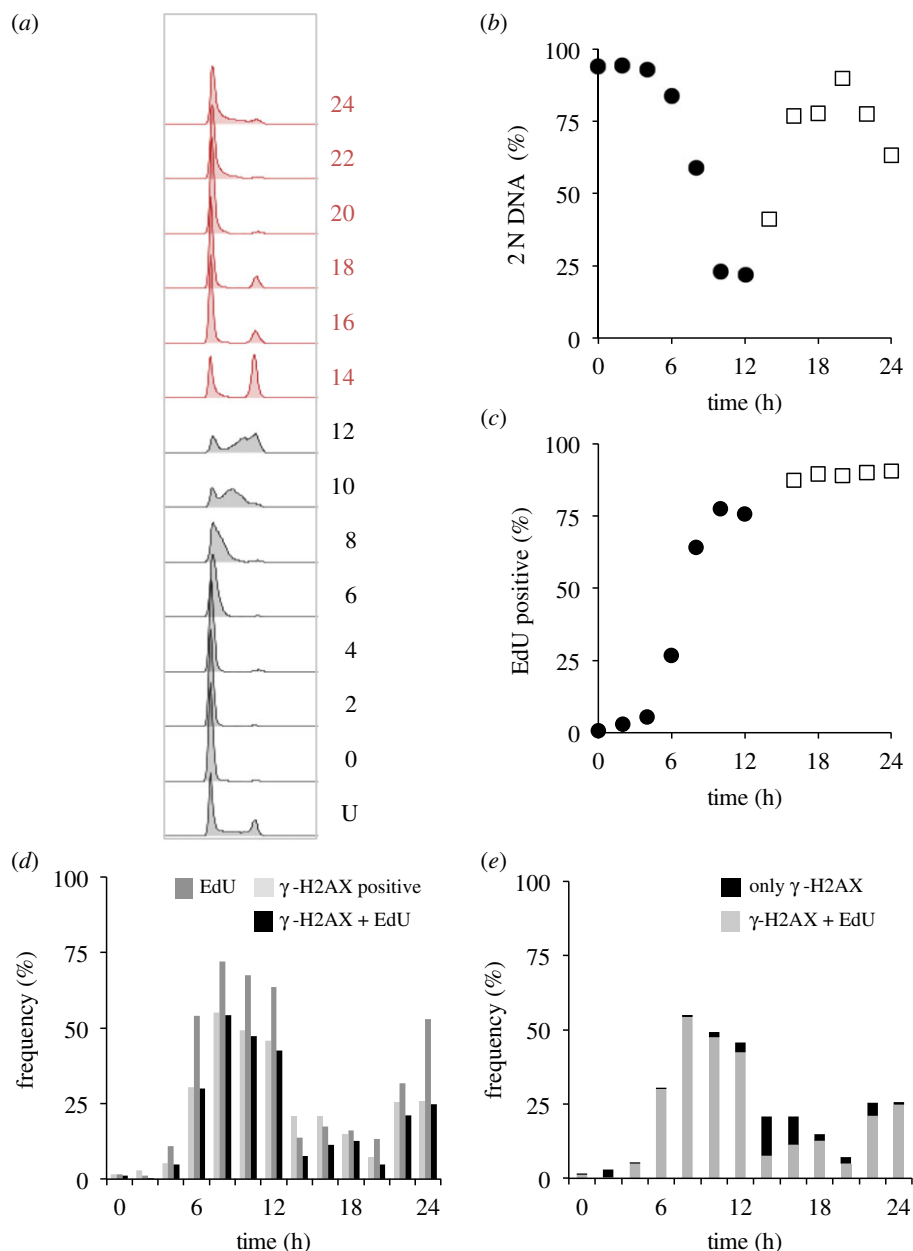 (a)
24
22
20
18
16
14
12
10
8
6
4
2
0
U
(b)
100
75
50
25
0
2N DNA (%)
0 6 12 18 24
time (h)
(c)
100
75
50
25
0
EdU positive (%)
0 6 12 18 24
time (h)
(d)
EdU γ-H2AX positive
γ-H2AX + EdU
100
75
50
25
0
frequency (%)
0 6 12 18 24
time (h)
(e)
only γ-H2AX
γ-H2AX + EdU
100
75
50
25
0
frequency (%)
0 6 12 18 24
time (h)